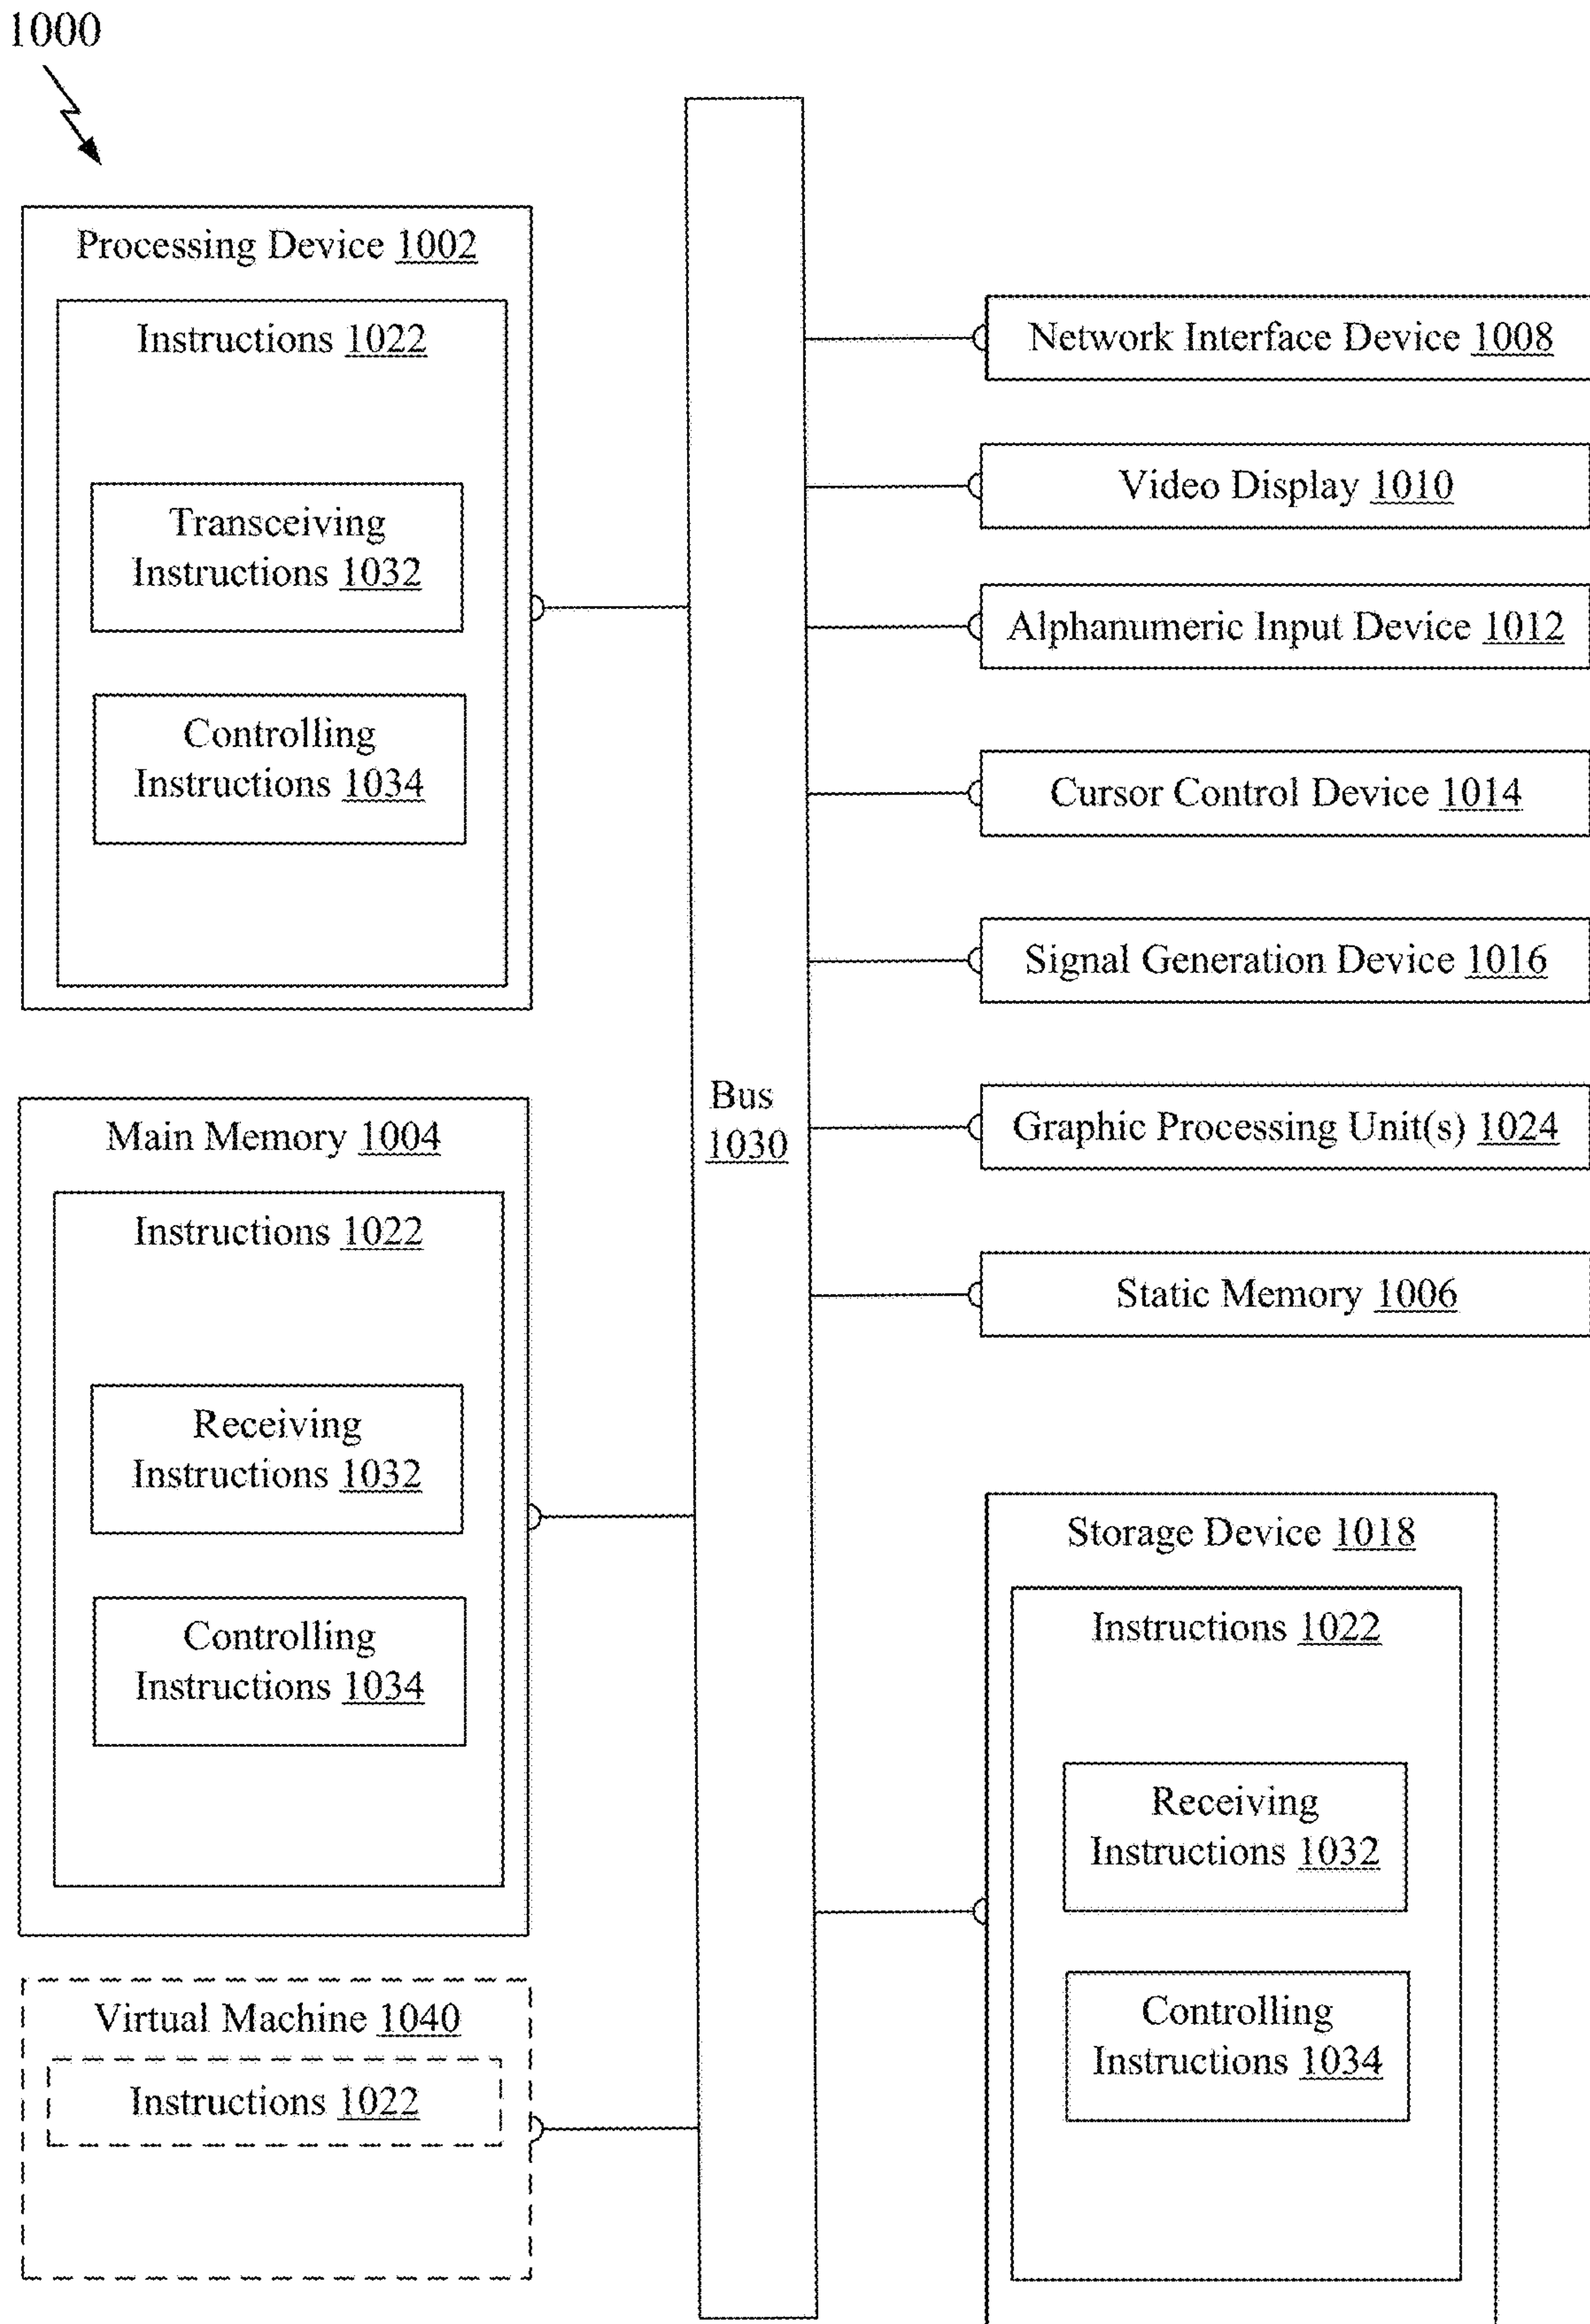 1000
Processing Device 1002
Instructions 1022
Transceiving
Instructions 1032
Controlling
Instructions 1034
Main Memory 1004
Instructions 1022
Receiving
Instructions 1032
Controlling
Instructions 1034
Virtual Machine 1040
Instructions 1022
Bus
1030
Network Interface Device 1008
Video Display 1010
Alphanumeric Input Device 1012
Cursor Control Device 1014
Signal Generation Device 1016
Graphic Processing Unit(s) 1024
Static Memory 1006
Storage Device 1018
Instructions 1022
Receiving
Instructions 1032
Controlling
Instructions 1034